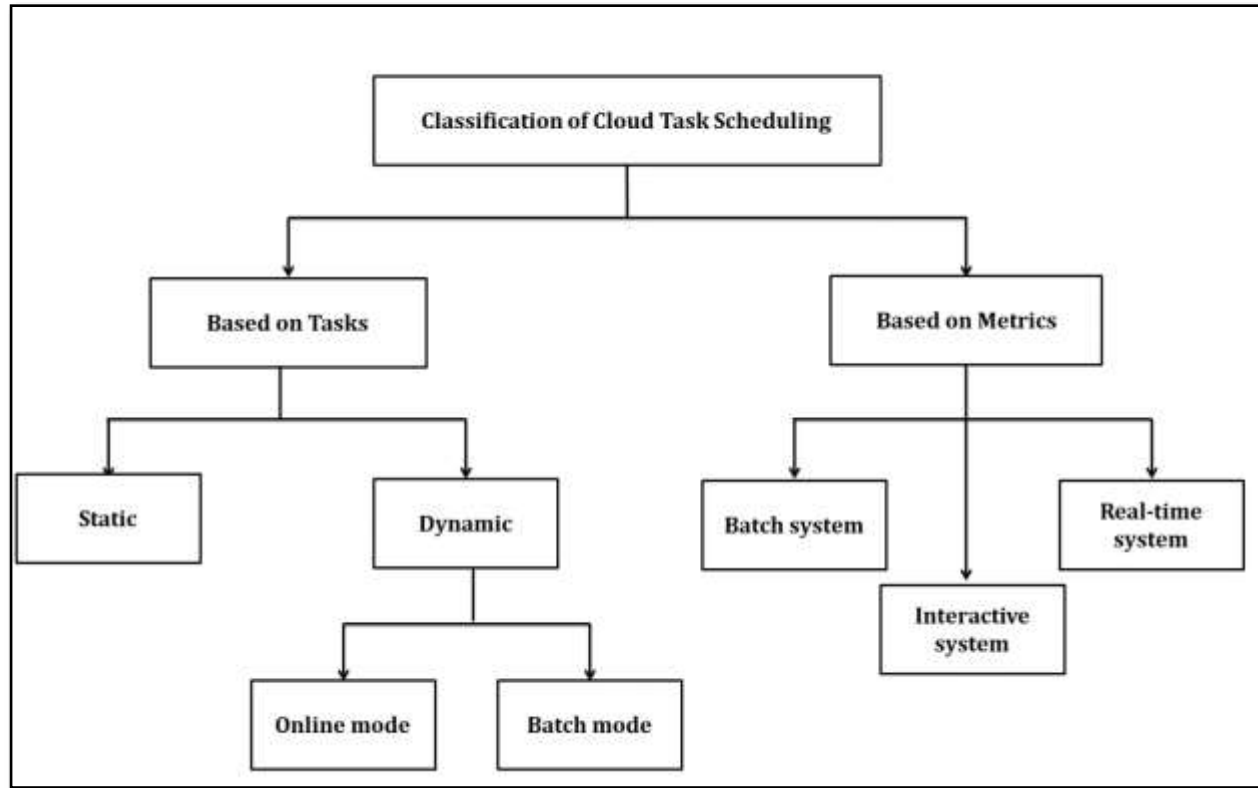 Classification of Cloud Task Scheduling
Based on Tasks
Based on Metrics
Static
Dynamic
Batch system
Real-time
system
Interactive
system
Online mode
Batch mode